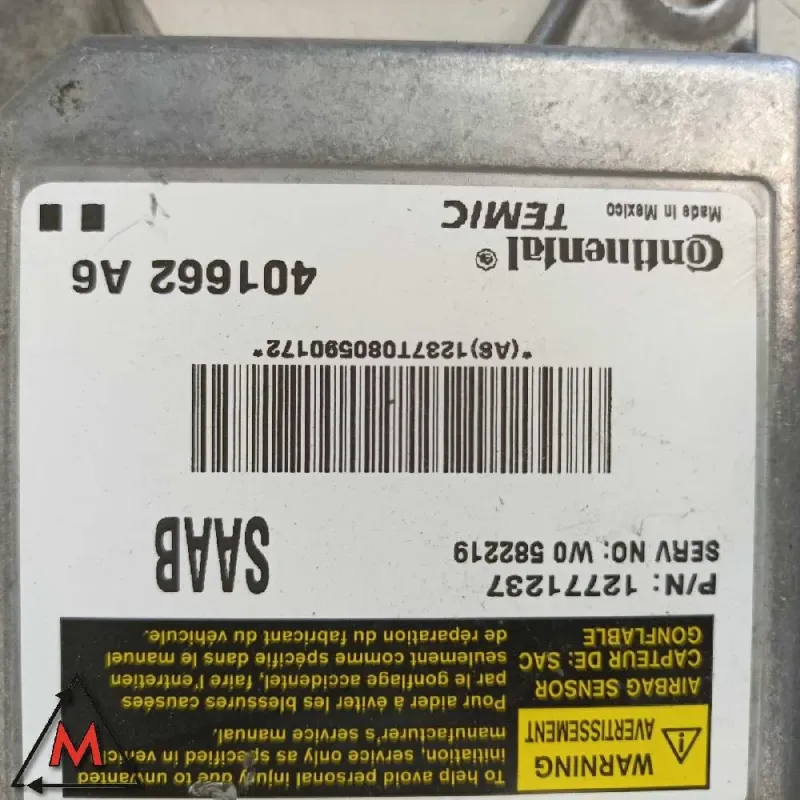 WARNING
AVERTISSEMENT
AIRBAG SENSOR
CAPTEUR DE: SAC
GONFLABLE
To help avoid personal injury due to unwanted
initiation, service only as specified in vehicle
manufacturer's service manual.
Pour aider à éviter les blessures causées
par le gonflage accidentel, faire l'entretien
seulement comme spécifié dans le manuel
de réparation du fabricant du véhicule.
P/N: 12771237
SERV NO: W0 582219
SAAB
*(A6)1237T080590172*
Continental
TEMIC
Made in Mexico
401662 A6
M